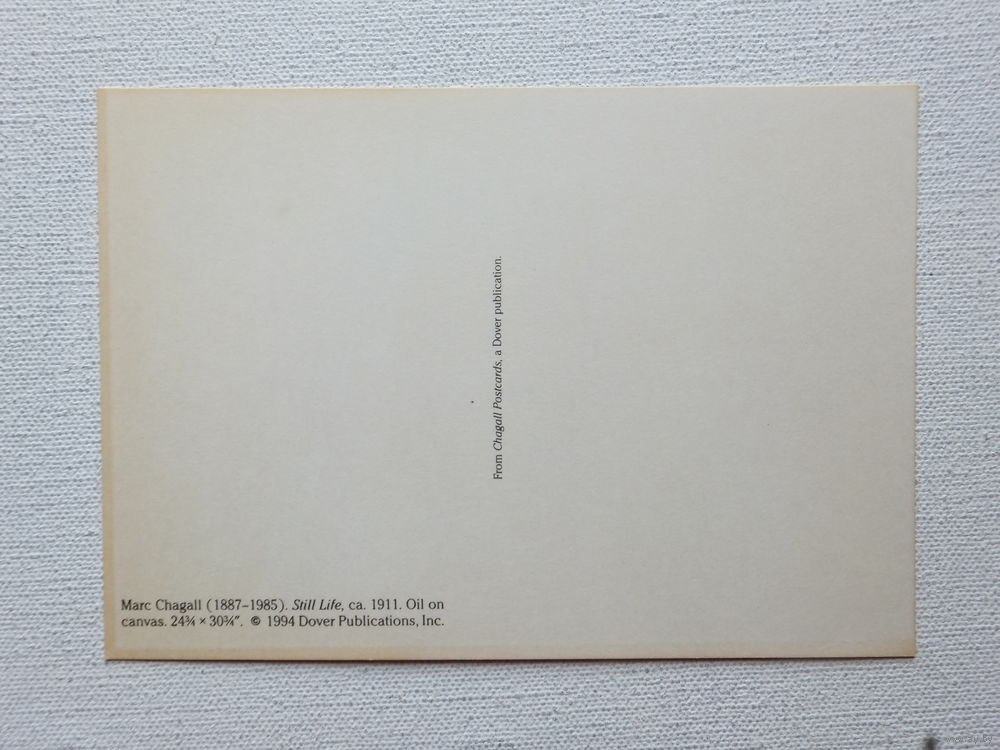 From Chagall Postcards, a Dover publication.
Marc Chagall (1887–1985). Still Life, ca. 1911. Oil on
canvas. 24¾ × 30¾″. © 1994 Dover Publications, Inc.